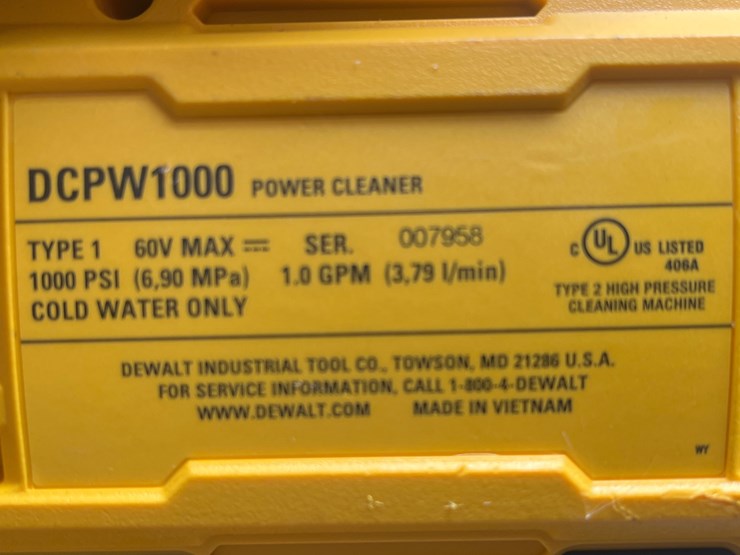 DCPW1000 POWER CLEANER
TYPE 1 60V MAX ⎓ SER. 007958
1000 PSI (6,90 MPa) 1.0 GPM (3,79 l/min)
COLD WATER ONLY
C UL US LISTED
406A
TYPE 2 HIGH PRESSURE
CLEANING MACHINE
DEWALT INDUSTRIAL TOOL CO., TOWSON, MD 21286 U.S.A.
FOR SERVICE INFORMATION, CALL 1-800-4-DEWALT
WWW.DEWALT.COM MADE IN VIETNAM
WY